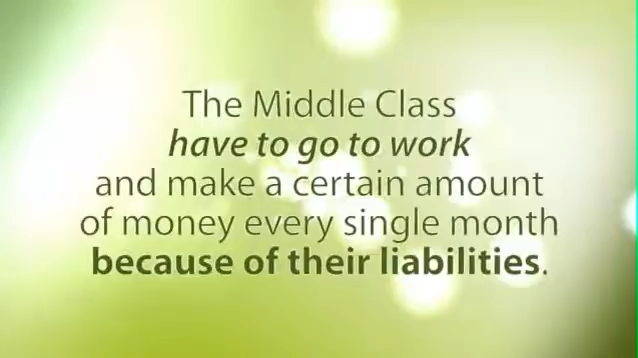 The Middle Class
have to go to work
and make a certain amount
of money every single month
because of their liabilities.